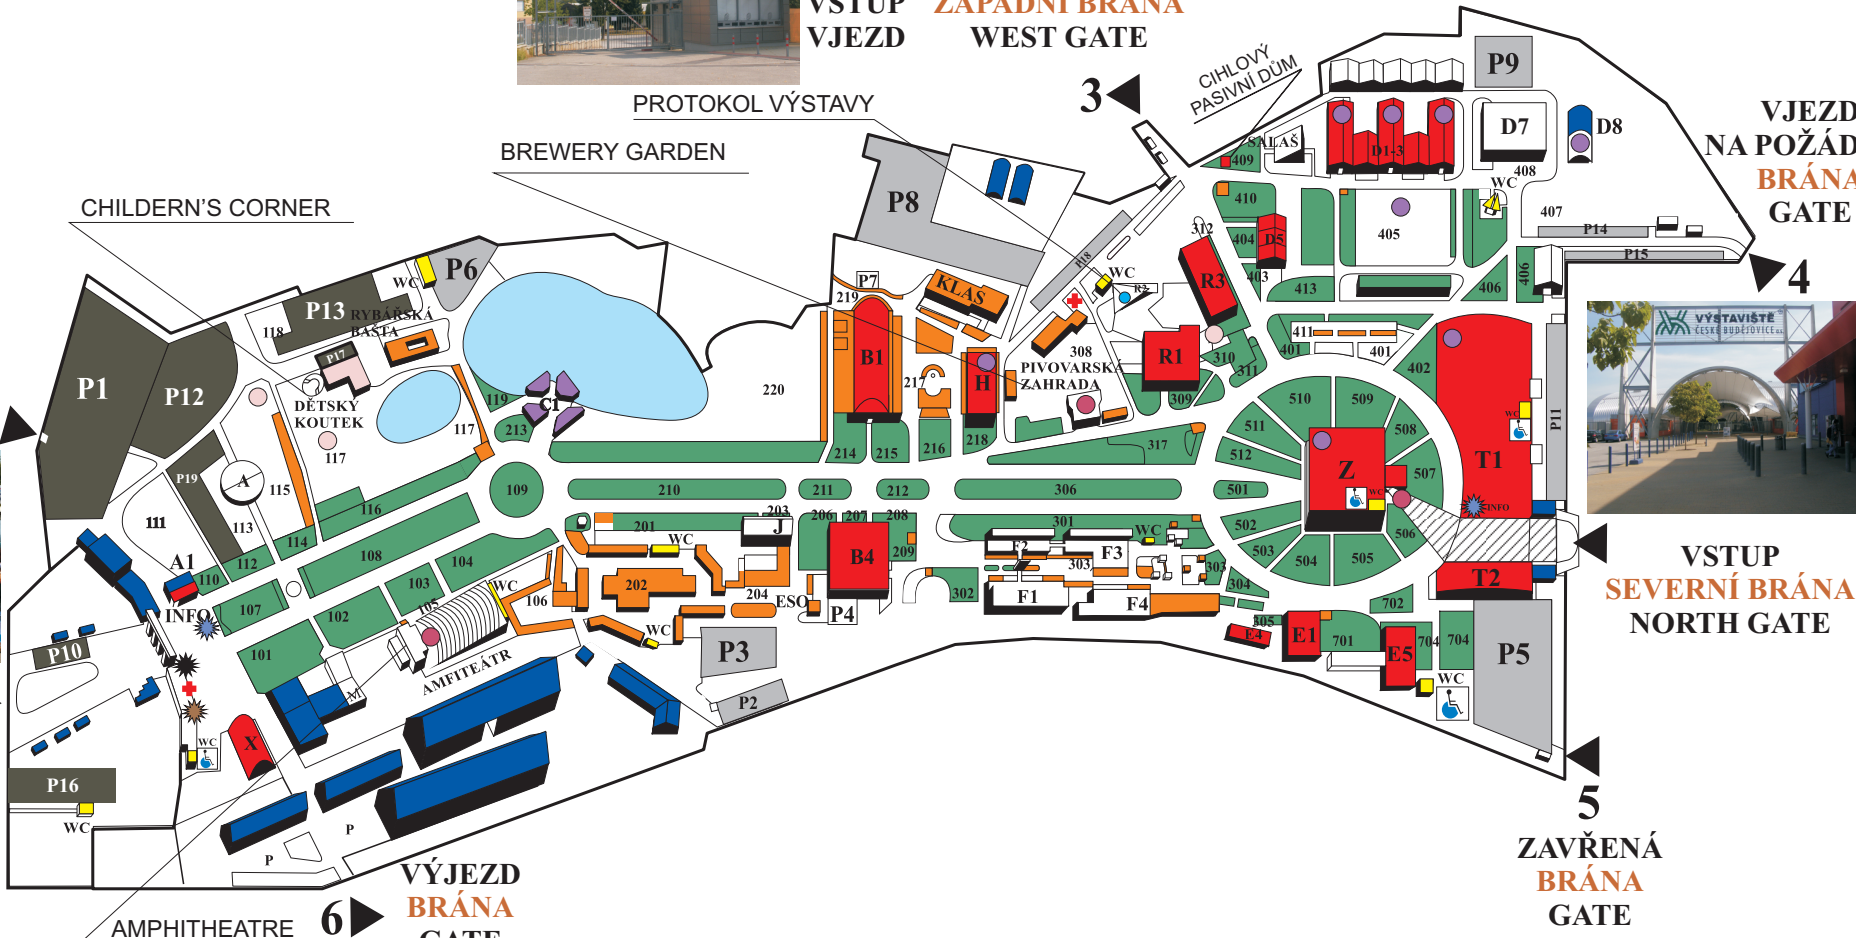 VSTUP ZÁPADNÍ BRÁNA
VJEZD WEST GATE
3
CIHLOVÝ
PASIVNÍ DŮM
PROTOKOL VÝSTAVY
BREWERY GARDEN
CHILDERN'S CORNER
P9
D7
D8
VJEZD
NA POŽÁD
BRÁNA
GATE
4
SALAŠ
409
D1-3
408
WC
407
P14
P15
410
404
D5
403
413
405
406
406
P8
312
R3
P18
WC
R2
R1
310
311
309
308
PIVOVARSKÁ
ZAHRADA
317
411
401
401
402
P11
VÝSTAVIŠTĚ
ČESKÉ BUDĚJOVICE
P7
219
KLAS
B1
217
H
214
215
216
218
220
P6
WC
P13
118
RYBÁŘSKÁ
BAŠTA
P17
DĚTSKÝ
KOUTEK
117
117
119
C1
213
P1
P12
P19
A
115
111
113
116
114
112
110
A1
INFO
107
108
109
104
103
102
101
105
WC
106
AMFITEÁTR
M
210
211
212
306
501
201
203
J
206
207
208
209
B4
WC
202
204
ESO
P4
WC
P3
P2
301
F2
F3
303
WC
F1
F4
302
303
304
305
E4
E1
701
E5
702
704
704
WC
P5
510
509
511
508
512
507
Z
WC
502
503
504
505
506
T1
WC
INFO
T2
VSTUP
SEVERNÍ BRÁNA
NORTH GATE
5
ZAVŘENÁ
BRÁNA
GATE
P10
P16
WC
WC
X
P
P
6
VÝJEZD
BRÁNA
GATE
AMPHITHEATRE